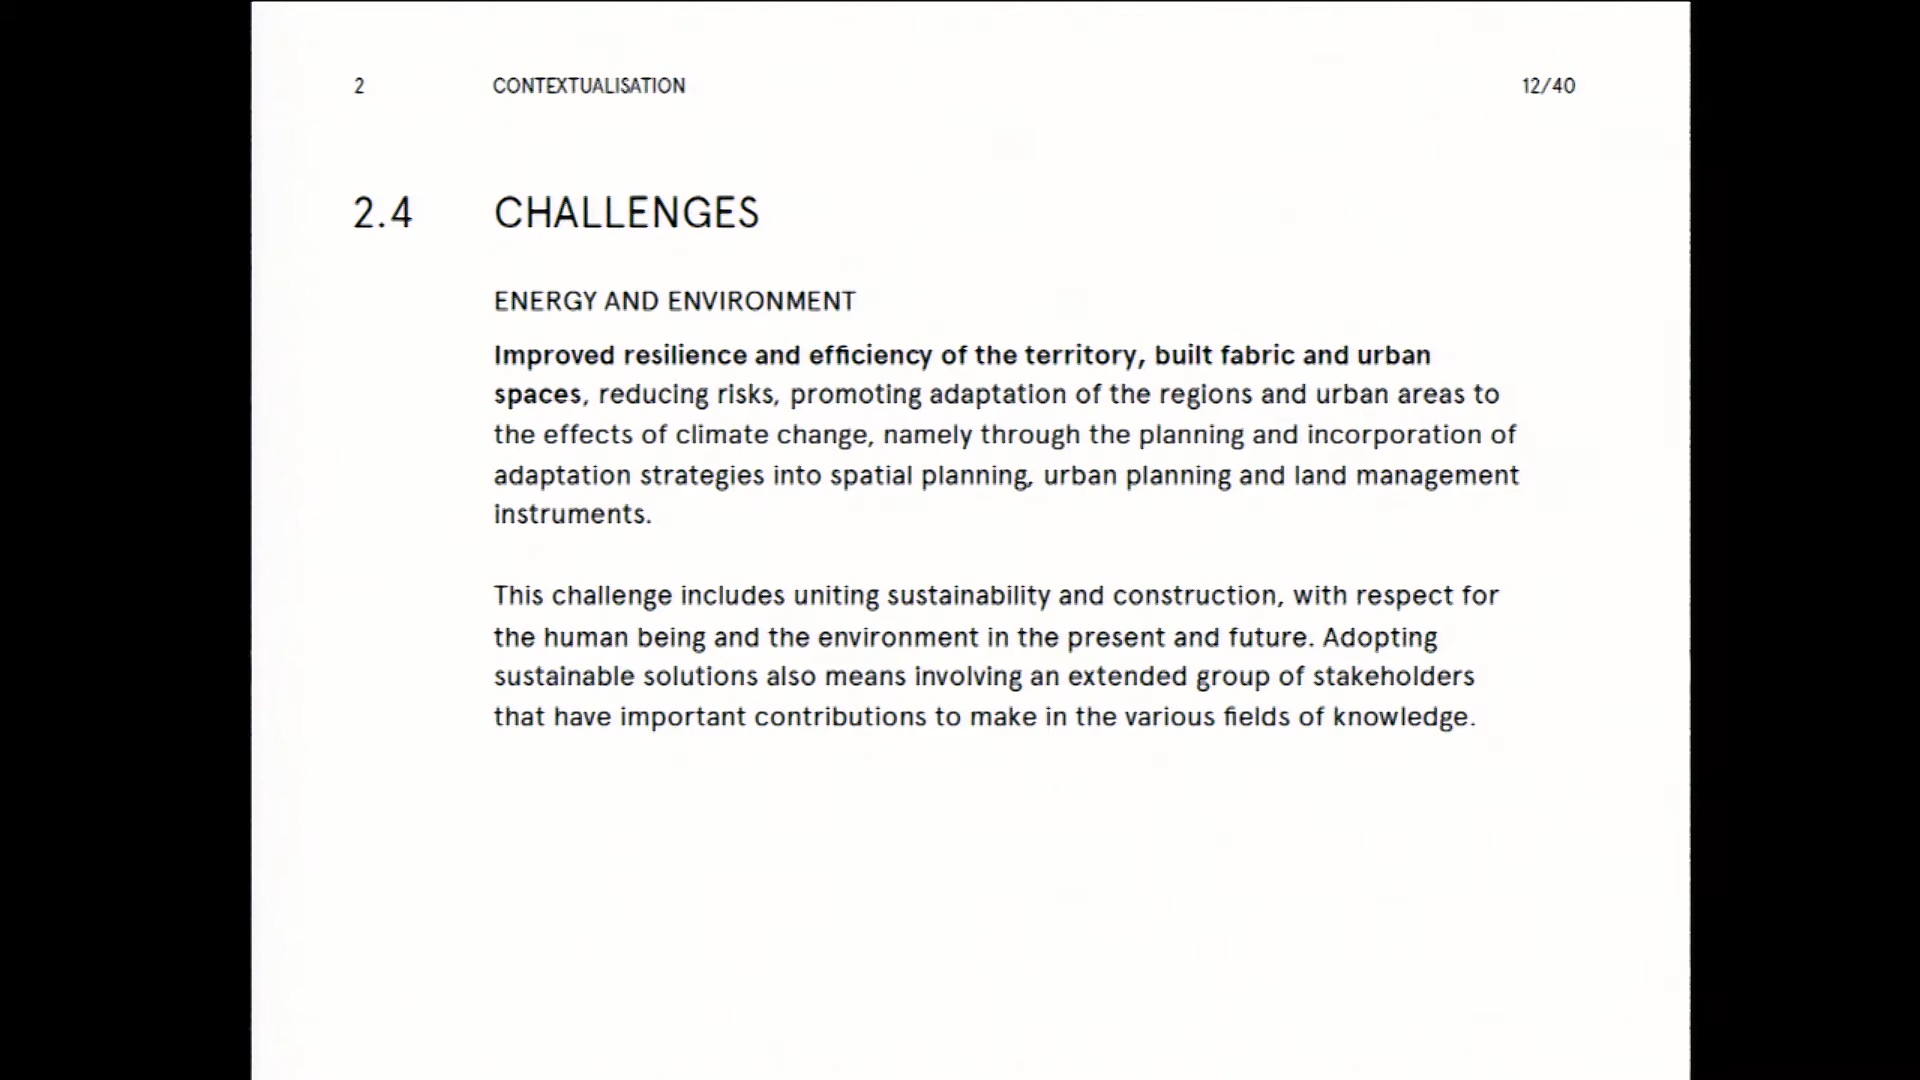 2 CONTEXTUALISATION 12/40
2.4 CHALLENGES
ENERGY AND ENVIRONMENT
Improved resilience and efficiency of the territory, built fabric and urban
spaces, reducing risks, promoting adaptation of the regions and urban areas to
the effects of climate change, namely through the planning and incorporation of
adaptation strategies into spatial planning, urban planning and land management
instruments.
This challenge includes uniting sustainability and construction, with respect for
the human being and the environment in the present and future. Adopting
sustainable solutions also means involving an extended group of stakeholders
that have important contributions to make in the various fields of knowledge.